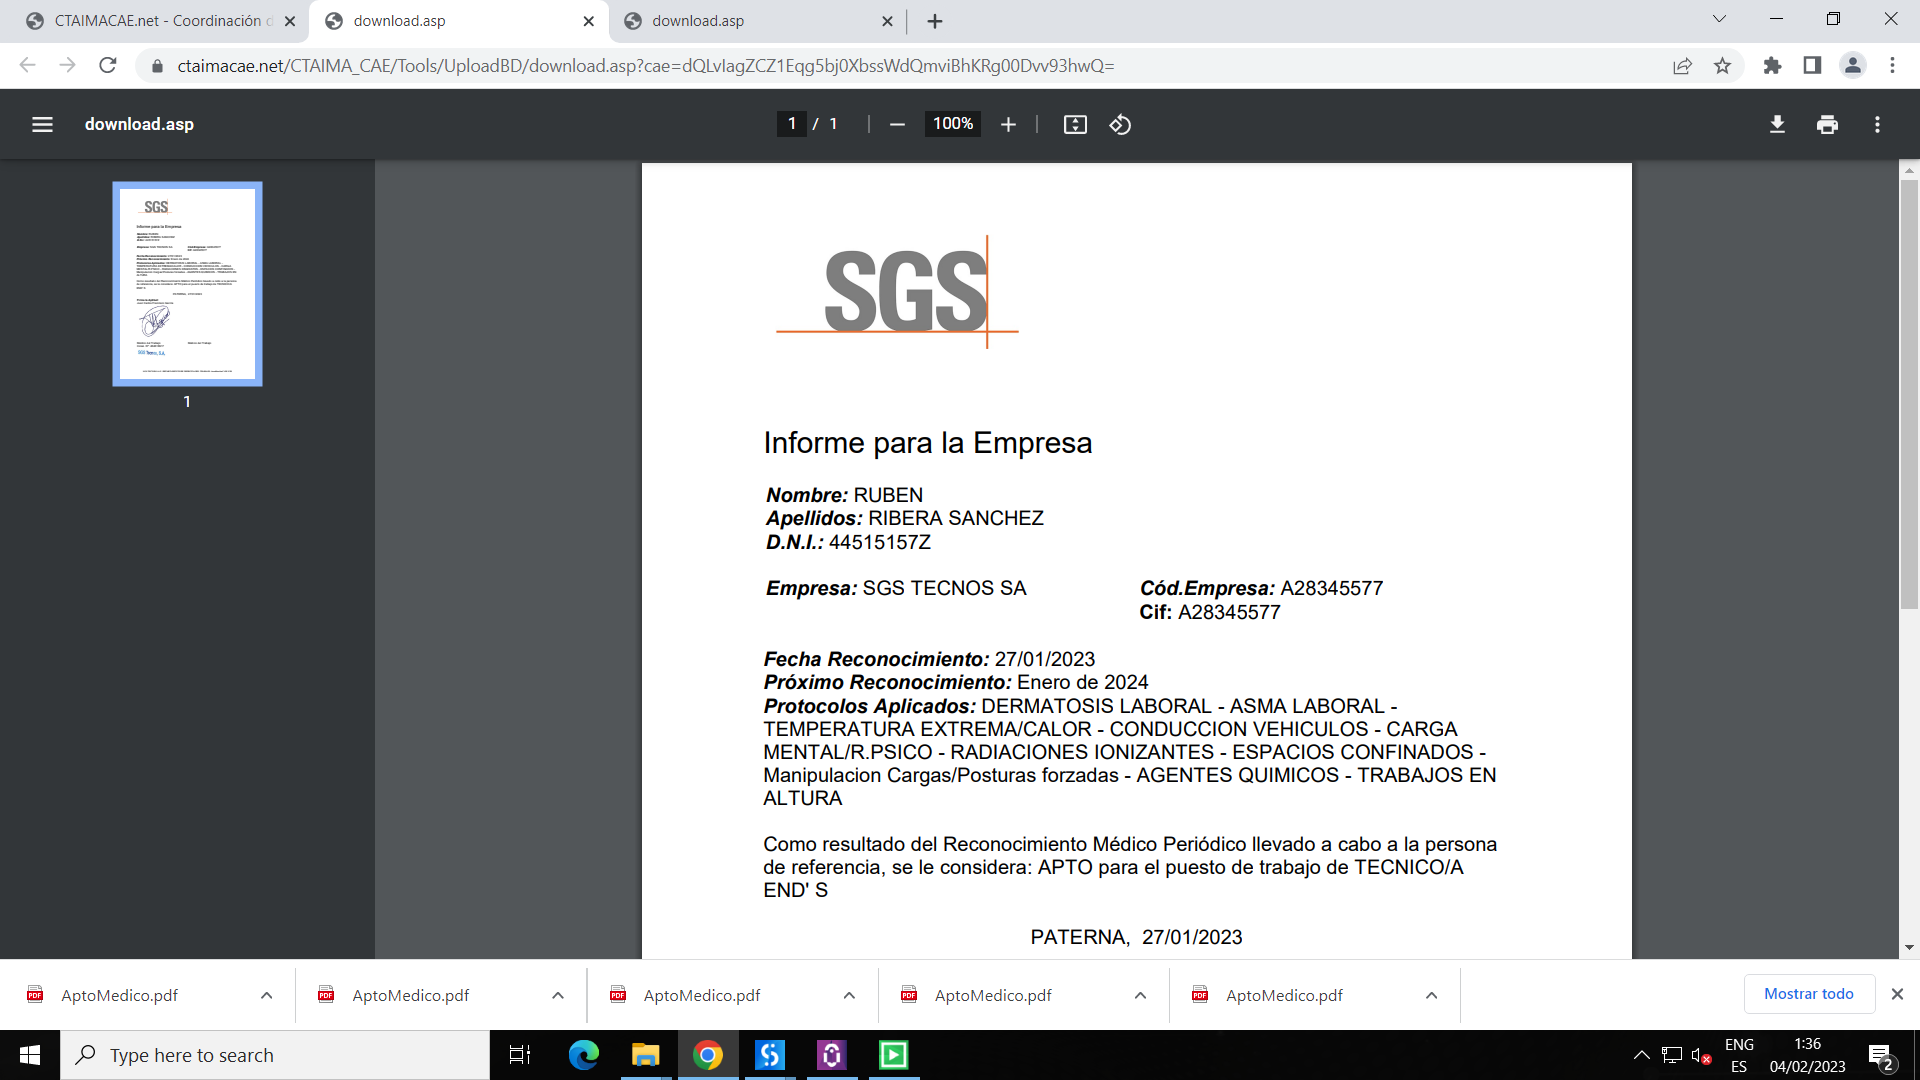 CTAIMACAE.net - Coordinación d
download.asp
download.asp
ctaimacae.net/CTAIMA_CAE/Tools/UploadBD/download.asp?cae=dQLvIagZCZ1Eqg5bj0XbssWdQmviBhKRg00Dvv93hwQ=
download.asp
1 / 1
100%
SGS
1
SGS
Informe para la Empresa
Nombre: RUBEN
Apellidos: RIBERA SANCHEZ
D.N.I.: 44515157Z
Empresa: SGS TECNOS SA
Cód.Empresa: A28345577
Cif: A28345577
Fecha Reconocimiento: 27/01/2023
Próximo Reconocimiento: Enero de 2024
Protocolos Aplicados: DERMATOSIS LABORAL - ASMA LABORAL -
TEMPERATURA EXTREMA/CALOR - CONDUCCION VEHICULOS - CARGA
MENTAL/R.PSICO - RADIACIONES IONIZANTES - ESPACIOS CONFINADOS -
Manipulacion Cargas/Posturas forzadas - AGENTES QUIMICOS - TRABAJOS EN
ALTURA
Como resultado del Reconocimiento Médico Periódico llevado a cabo a la persona
de referencia, se le considera: APTO para el puesto de trabajo de TECNICO/A
END' S
PATERNA, 27/01/2023
AptoMedico.pdf
AptoMedico.pdf
AptoMedico.pdf
AptoMedico.pdf
AptoMedico.pdf
Mostrar todo
Type here to search
ENG
ES
1:36
04/02/2023
2